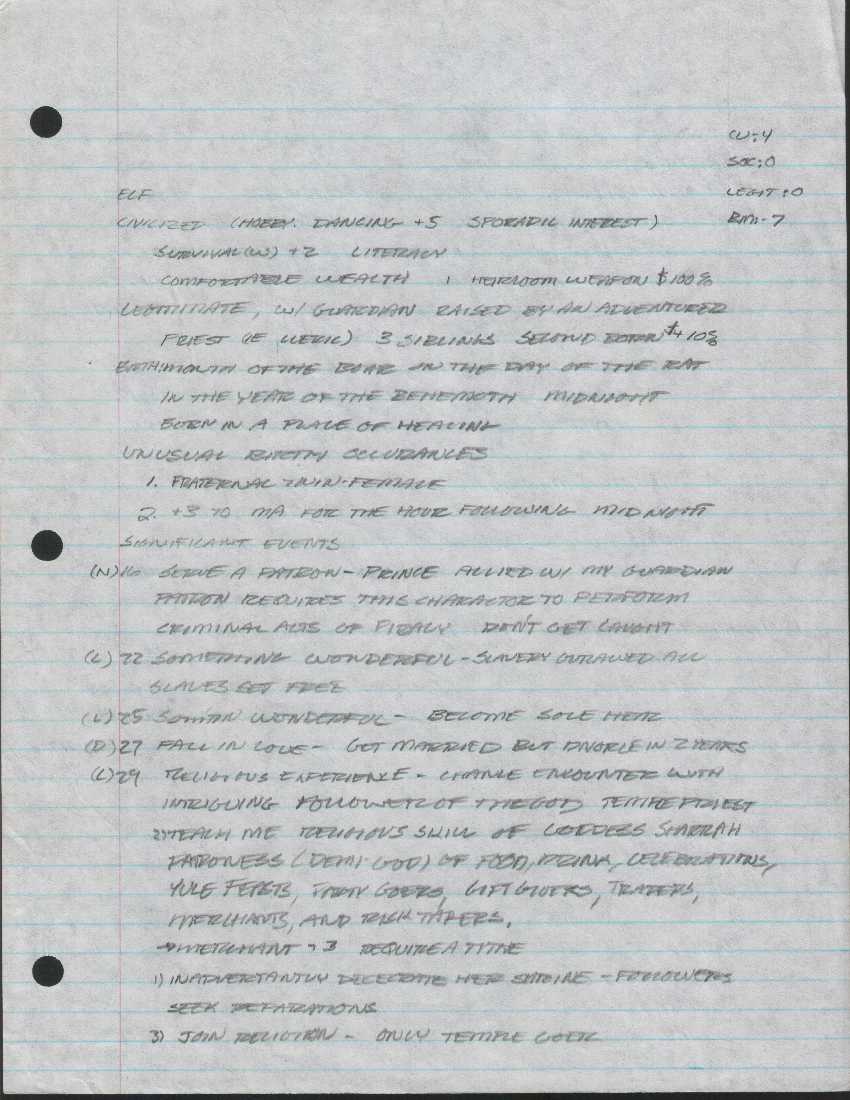 CU: 4
SOC: 0
LEGIT: 0
BMI- 7
ELF
CIVILIZED (HOBBY: DANCING +5 SPORADIC INTEREST)
SURVIVAL (W) +2 LITERACY
COMFORTABLE WEALTH 1 HEIRLOOM WEAPON $100%
LEGITIMATE, W/ GUARDIAN RAISED BY AN ADVENTURER
PRIEST (IE CLERIC) 3 SIBLINGS SECOND BORN $+10%
BIRTH: MONTH OF THE BOAR ON THE DAY OF THE RAT
IN THE YEAR OF THE BEHEMOTH MIDNIGHT
BORN IN A PLACE OF HEALING
UNUSUAL BIRTH OCCURANCES
1. FRATERNAL TWIN-FEMALE
2. +3 TO MA FOR THE HOUR FOLLOWING MIDNIGHT
SIGNIFICANT EVENTS
(N) 16 SERVE A PATRON - PRINCE ALLIED W/ MY GUARDIAN
PATRON REQUIRES THIS CHARACTOR TO PERFORM
CRIMINAL ACTS OF PIRACY DON'T GET CAUGHT
(L) 22 SOMETHING WONDERFUL - SLAVERY OUTLAWED ALL
SLAVES GET FREE
(L) 25 WONDERFUL - BECOME SOLE HEIR
(D) 27 FALL IN LOVE - GET MARRIED BUT DIVORCE IN 2 YEARS
(L) 29 RELIGIOUS EXPERIENCE - CHANCE ENCOUNTER WITH
INTRIGUING FOLLOWER OF THE GOD TEMPLE PRIEST
2) TEACH ME RELIGIOUS SKILL OF GODDESS SHARRAH
PATRONESS (DEMI-GOD) OF FOOD, DRINK, CELEBRATIONS,
YULE FEASTS, PARTY GOERS, GIFT GIVERS, TRADERS,
MERCHANTS, AND RISK TAKERS.
→ MERCHANT +3 REQUIRE A TITHE
1) INADVERTANTLY DECECRATE HER SHRINE - FOLLOWERS
SEEK REPARATIONS
3) JOIN RELIGION - ONLY TEMPLE GOER